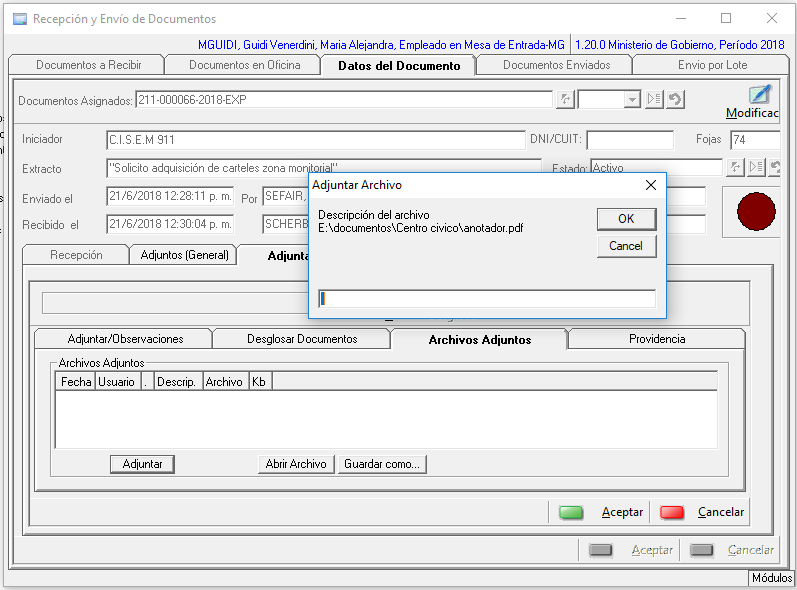 Recepción y Envío de Documentos
MGUIDI, Guidi Venerdini, Maria Alejandra, Empleado en Mesa de Entrada-MG 1.20.0 Ministerio de Gobierno, Período 2018
Documentos a Recibir Documentos en Oficina Datos del Documento Documentos Enviados Envio por Lote
Documentos Asignados: 211-000066-2018-EXP
Modificac
Iniciador C.I.S.E.M 911 DNI/CUIT: Fojas 74
Extracto "Solicito adquisición de carteles zona monitorial" Estado: Activo
Enviado el 21/6/2018 12:28:11 p. m. Por SEFAIR,
Recibido el 21/6/2018 12:30:04 p. m. SCHERB
Adjuntar Archivo
Descripción del archivo
E:\documentos\Centro civico\anotador.pdf
OK
Cancel
Recepción Adjuntos (General) Adjunta
Adjuntar/Observaciones Desglosar Documentos Archivos Adjuntos Providencia
Archivos Adjuntos
Fecha Usuario . Descrip. Archivo Kb
Adjuntar Abrir Archivo Guardar como...
Aceptar Cancelar
Aceptar Cancelar
Módulos